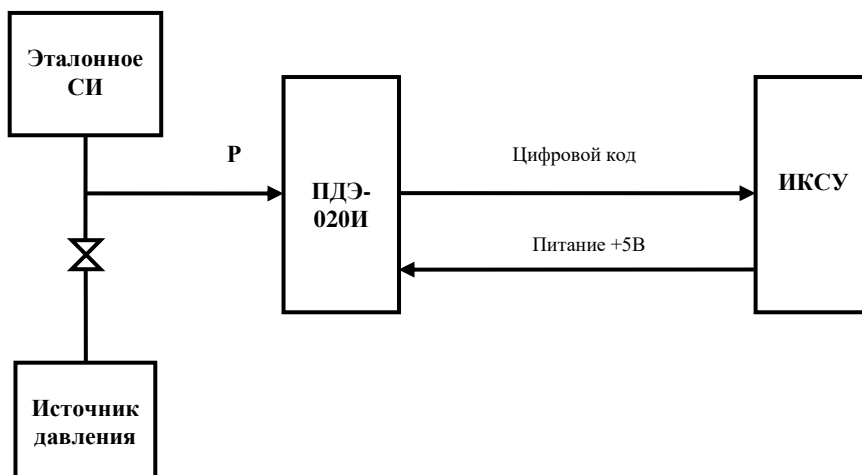 Эталонное
СИ
P
Цифровой код
ПДЭ-
020И
ИКСУ
Питание +5В
Источник
давления